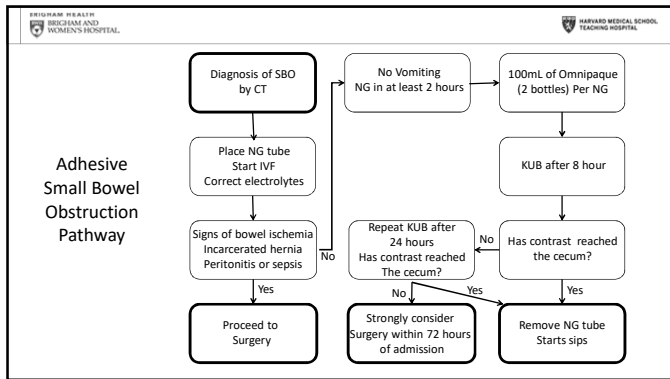 BRIGHAM HEALTH
BRIGHAM AND
WOMEN'S HOSPITAL
HARVARD MEDICAL SCHOOL
TEACHING HOSPITAL
Adhesive
Small Bowel
Obstruction
Pathway
Diagnosis of SBO
by CT
Place NG tube
Start IVF
Correct electrolytes
Signs of bowel ischemia
Incarcerated hernia
Peritonitis or sepsis
No
Yes
Proceed to
Surgery
No Vomiting
NG in at least 2 hours
100mL of Omnipaque
(2 bottles) Per NG
KUB after 8 hour
Has contrast reached
the cecum?
No
Yes
Repeat KUB after
24 hours
Has contrast reached
The cecum?
No
Yes
Strongly consider
Surgery within 72 hours
of admission
Remove NG tube
Starts sips